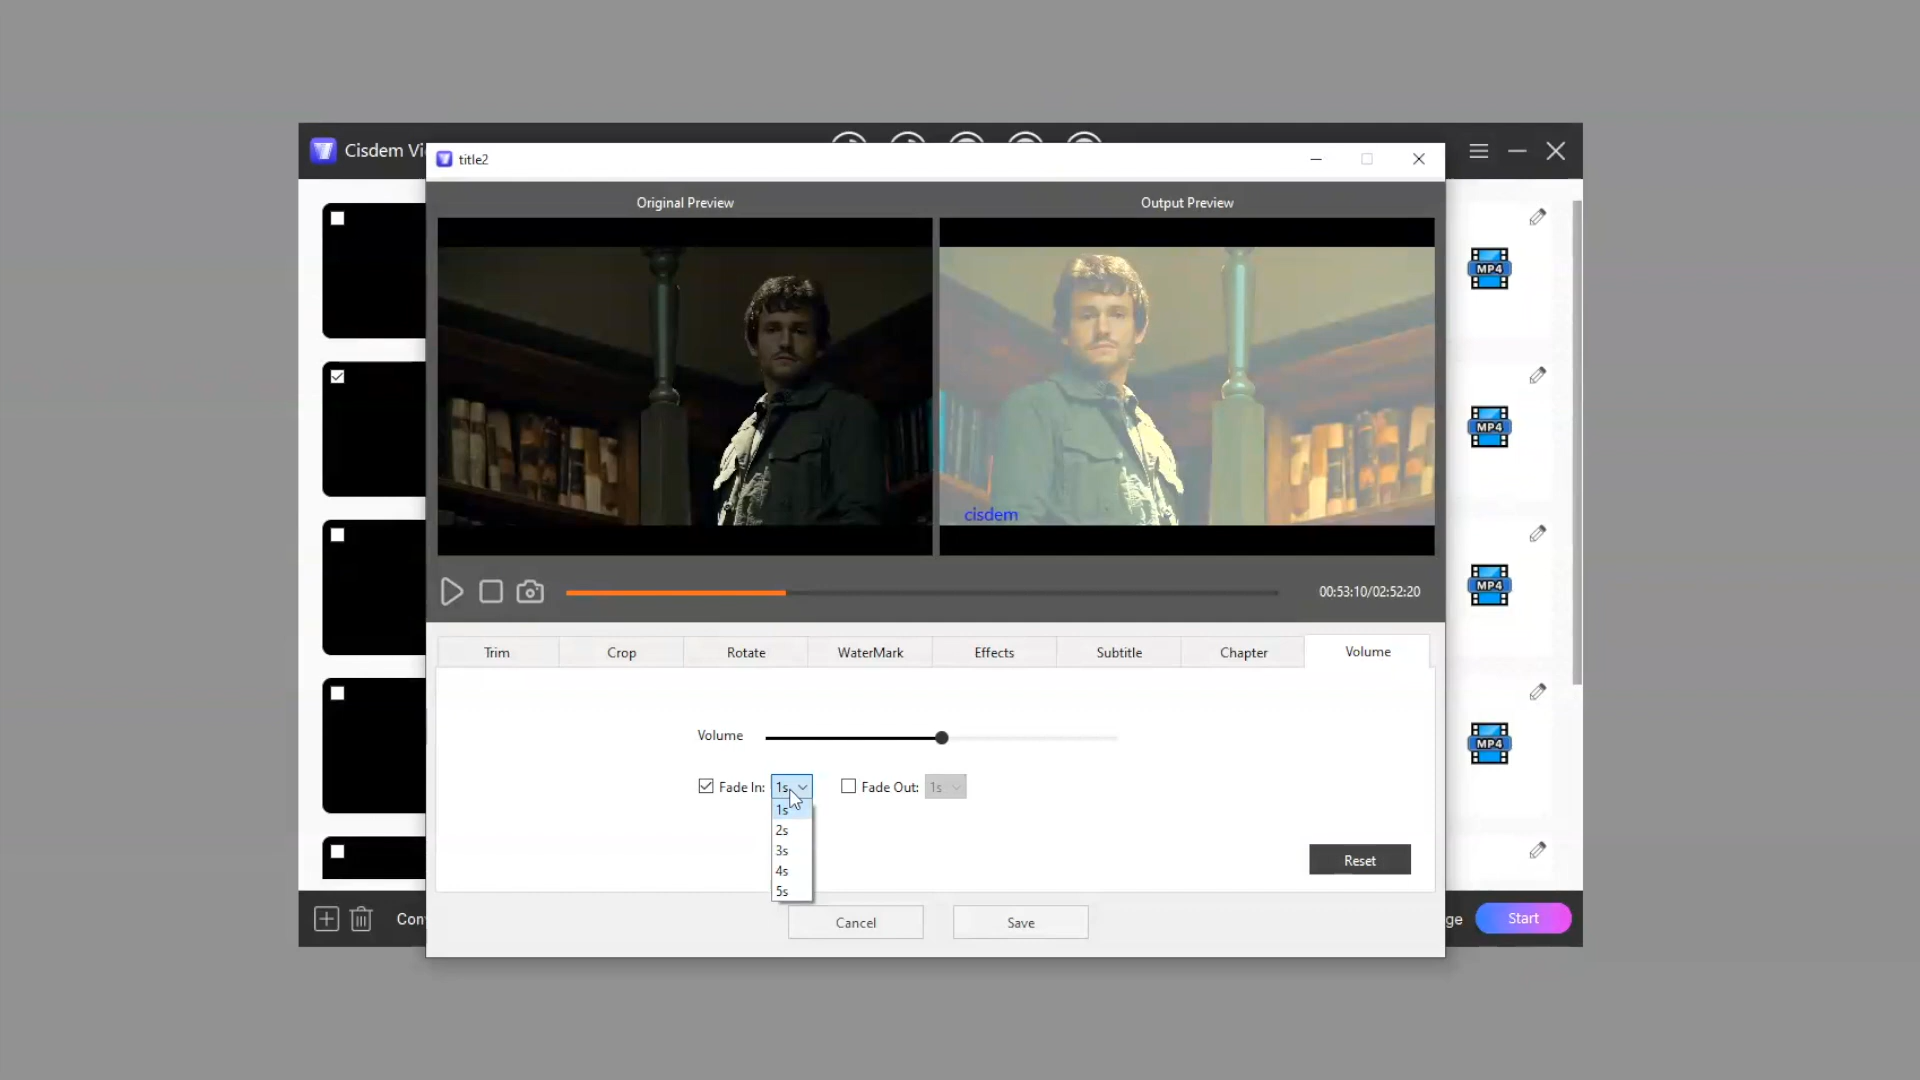 Cisdem Vi
title2
Original Preview
Output Preview
MP4
MP4
cisdem
MP4
00:53:10/02:52:20
Trim
Crop
Rotate
WaterMark
Effects
Subtitle
Chapter
Volume
MP4
Volume
Fade In:
1s
Fade Out:
1s
1s
2s
3s
4s
5s
Reset
Cancel
Save
Con
ge
Start